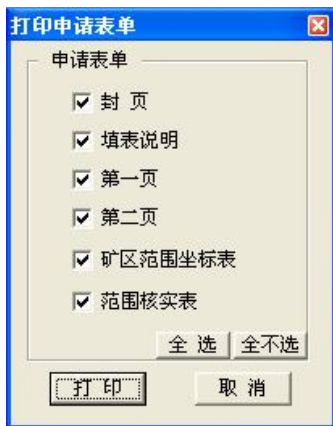 打印申请表单
申请表单
封 页
填表说明
第一页
第二页
矿区范围坐标表
范围核实表
全 选 全不选
打 印 取 消